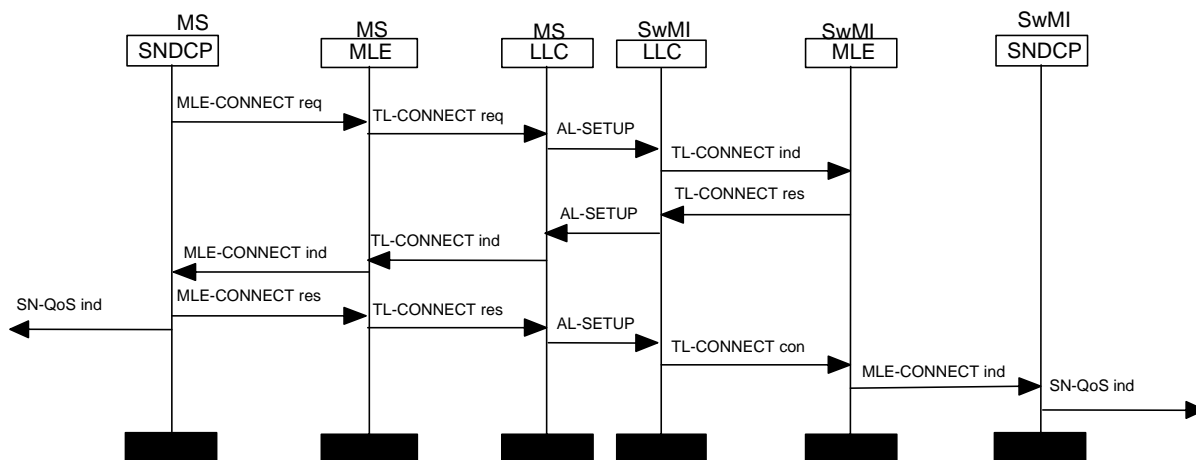 MS
SNDCP
MS
MLE
MS
LLC
SwMI
LLC
SwMI
MLE
SwMI
SNDCP
MLE-CONNECT req
TL-CONNECT req
AL-SETUP
TL-CONNECT ind
TL-CONNECT res
AL-SETUP
TL-CONNECT ind
MLE-CONNECT ind
MLE-CONNECT res
SN-QoS ind
TL-CONNECT res
AL-SETUP
TL-CONNECT con
MLE-CONNECT ind
SN-QoS ind